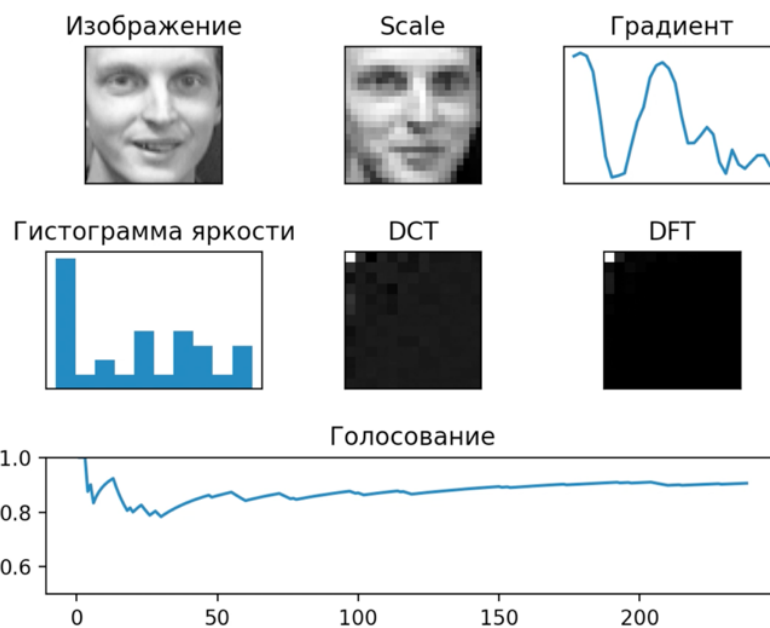 Изображение Scale Градиент
Гистограмма яркости DCT DFT
Голосование
1.0
0.8
0.6
0 50 100 150 200